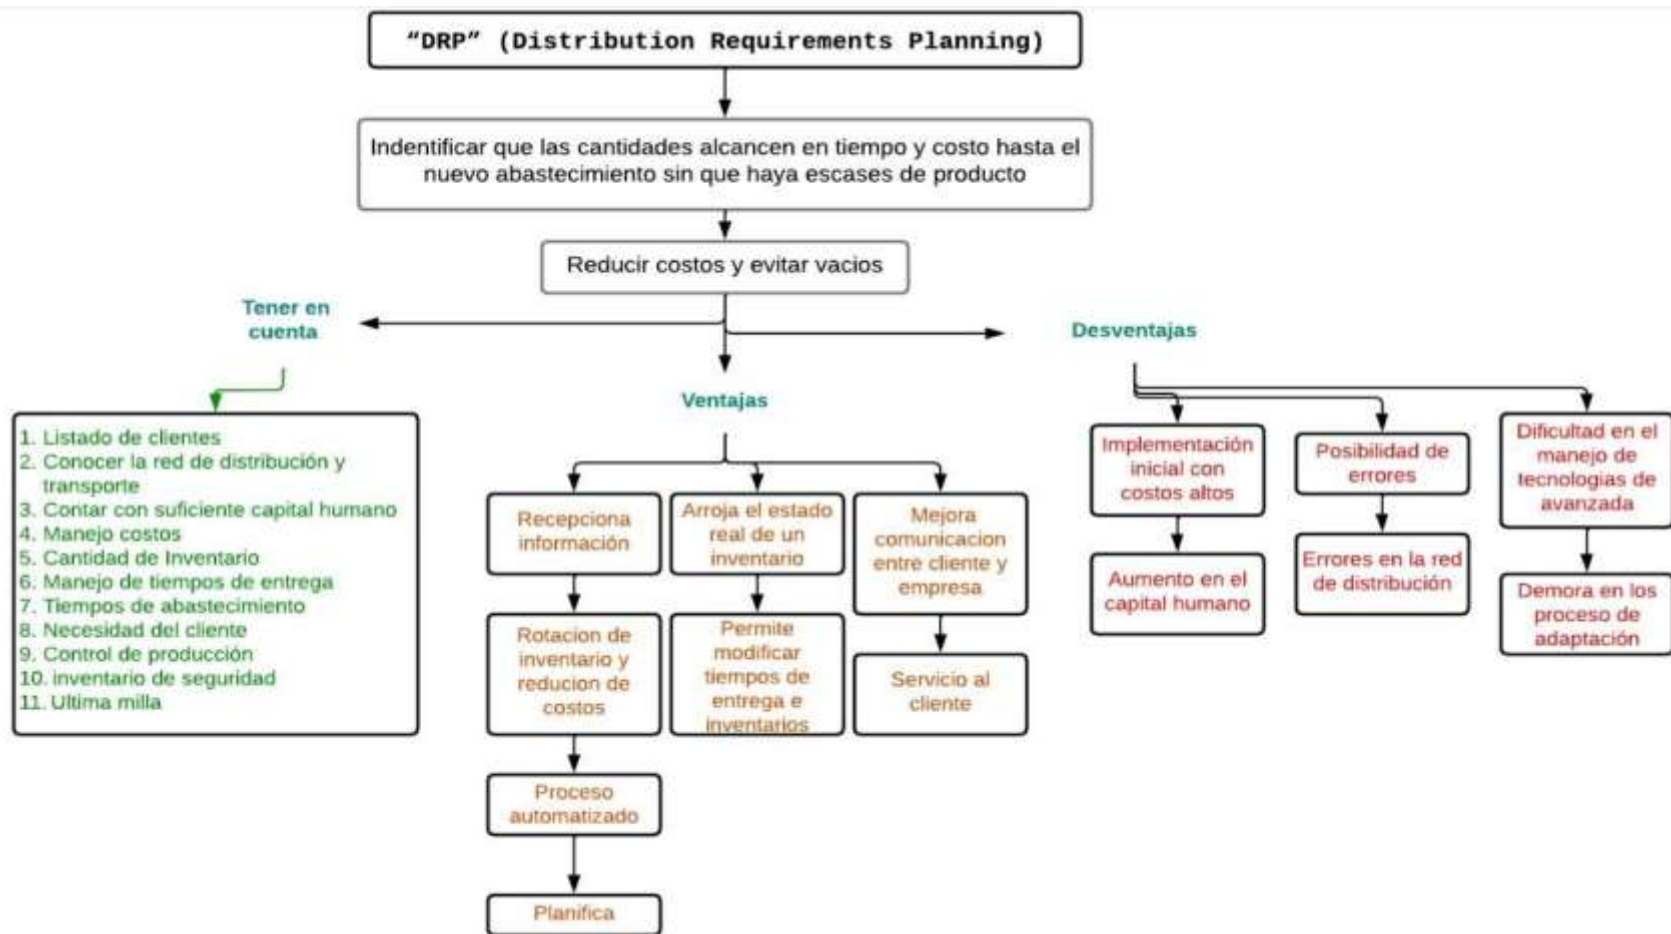 “DRP” (Distribution Requirements Planning)
Indentificar que las cantidades alcancen en tiempo y costo hasta el
nuevo abastecimiento sin que haya escases de producto
Reducir costos y evitar vacios
Tener en
cuenta
1. Listado de clientes
2. Conocer la red de distribución y
transporte
3. Contar con suficiente capital humano
4. Manejo costos
5. Cantidad de Inventario
6. Manejo de tiempos de entrega
7. Tiempos de abastecimiento
8. Necesidad del cliente
9. Control de producción
10. inventario de seguridad
11. Ultima milla
Ventajas
Recepciona
información
Rotacion de
inventario y
reducion de
costos
Proceso
automatizado
Planifica
Arroja el estado
real de un
inventario
Permite
modificar
tiempos de
entrega e
inventarios
Mejora
comunicacion
entre cliente y
empresa
Servicio al
cliente
Desventajas
Implementación
inicial con
costos altos
Aumento en el
capital humano
Posibilidad de
errores
Errores en la red
de distribución
Dificultad en el
manejo de
tecnologias de
avanzada
Demora en los
proceso de
adaptación